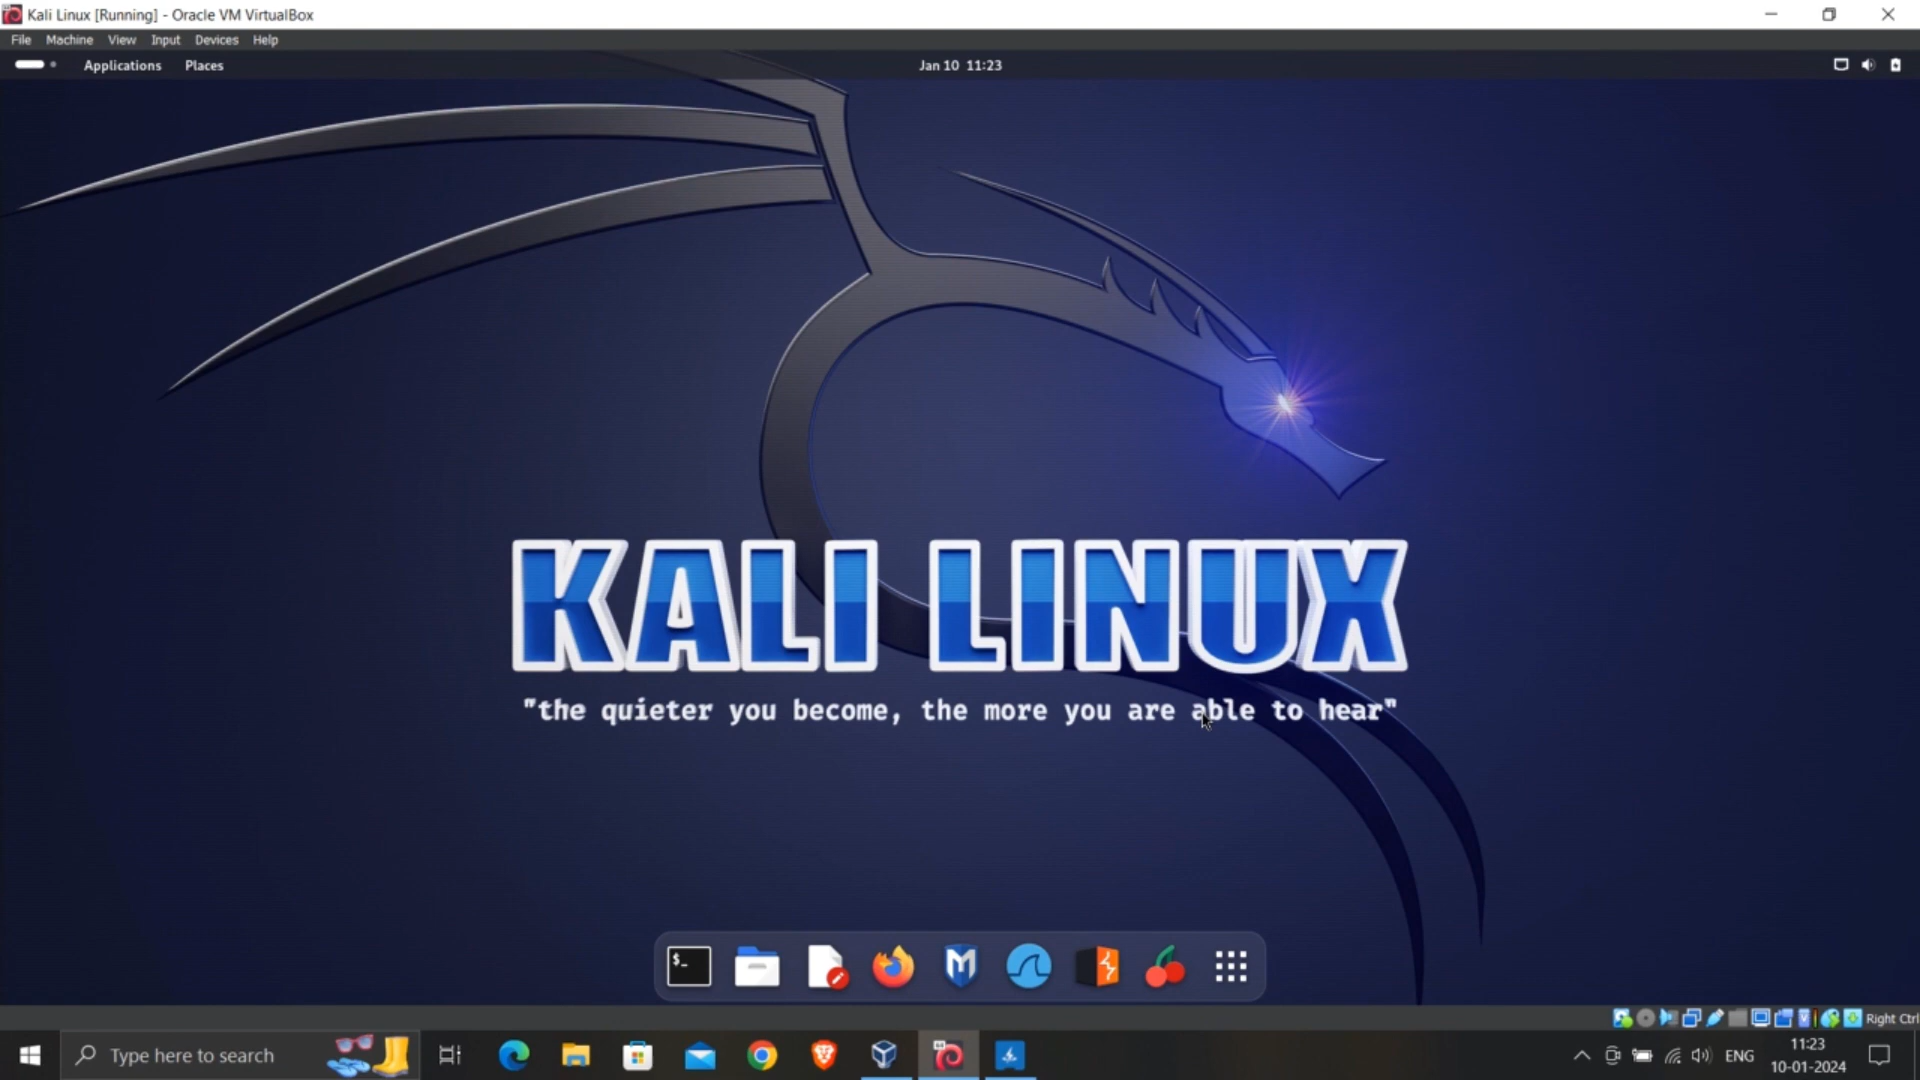 Kali Linux [Running] - Oracle VM VirtualBox
File Machine View Input Devices Help
Applications Places Jan 10 11:23
KALI LINUX
"the quieter you become, the more you are able to hear"
$_
M
Right Ctrl
Type here to search
ENG
11:23
10-01-2024